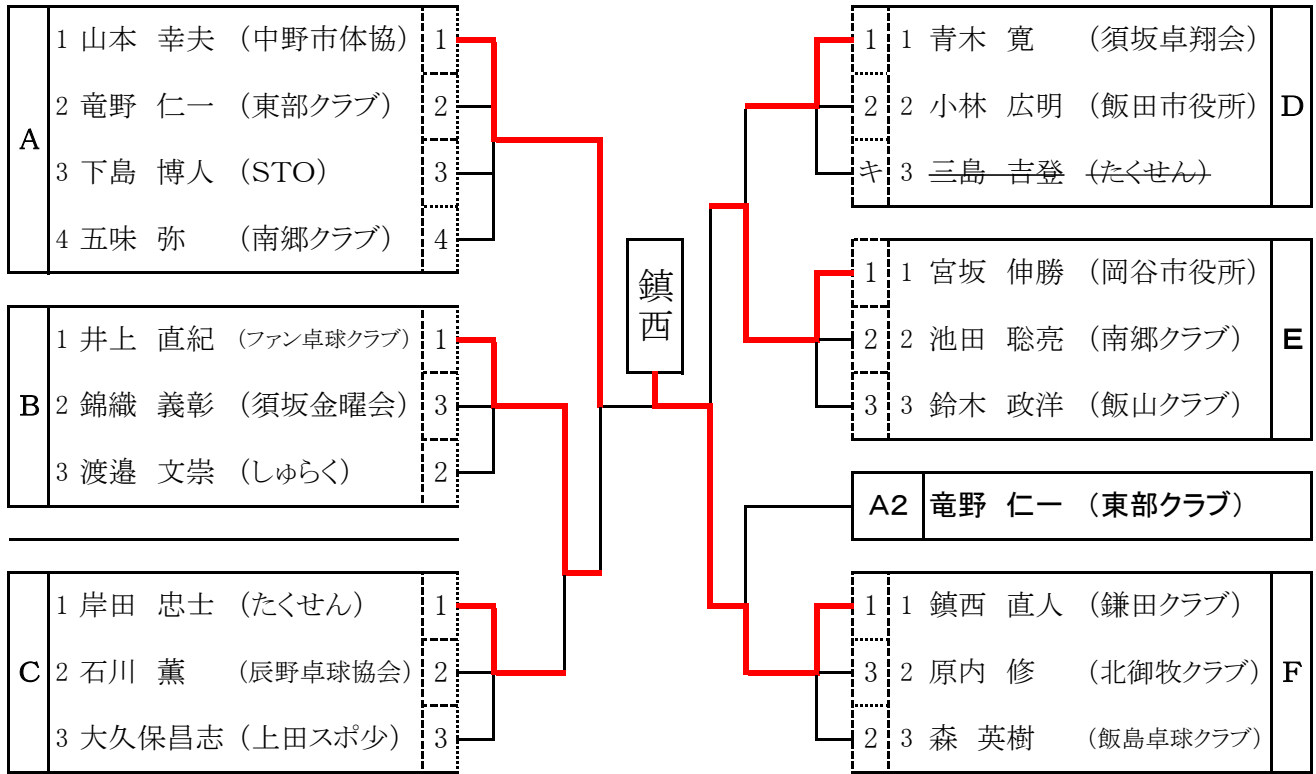 A
1 山本 幸夫 (中野市体協) 1
2 竜野 仁一 (東部クラブ) 2
3 下島 博人 (STO) 3
4 五味 弥 (南郷クラブ) 4
B
1 井上 直紀 (ファン卓球クラブ) 1
2 錦織 義彰 (須坂金曜会) 3
3 渡邉 文崇 (しゅらく) 2
C
1 岸田 忠士 (たくせん) 1
2 石川 薫 (辰野卓球協会) 2
3 大久保昌志 (上田スポ少) 3
鎮西
1 1 青木 寛 (須坂卓翔会)
2 2 小林 広明 (飯田市役所)
キ 3 三島 吉登 (たくせん)
D
1 1 宮坂 伸勝 (岡谷市役所)
2 2 池田 聡亮 (南郷クラブ)
3 3 鈴木 政洋 (飯山クラブ)
E
A2 竜野 仁一 (東部クラブ)
1 1 鎮西 直人 (鎌田クラブ)
3 2 原内 修 (北御牧クラブ)
2 3 森 英樹 (飯島卓球クラブ)
F